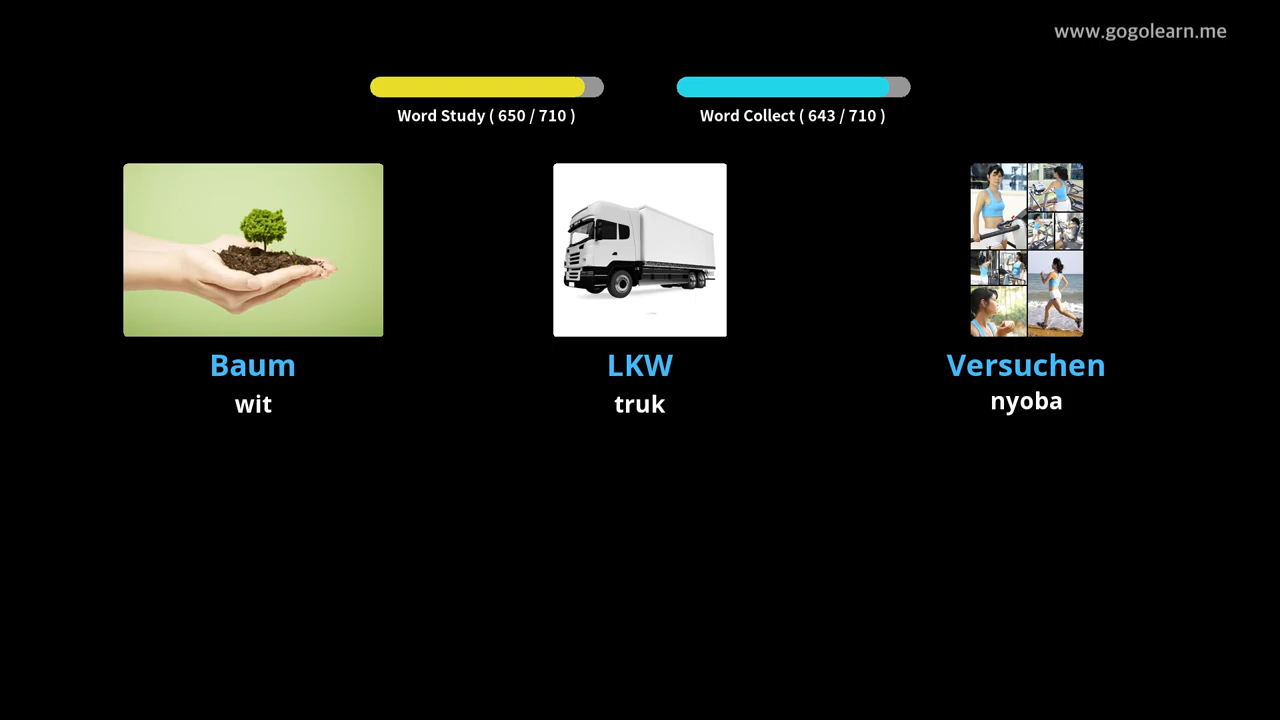 www.gogolearn.me
Word Study ( 650 / 710 )
Word Collect ( 643 / 710 )
Baum
wit
LKW
truk
Versuchen
nyoba